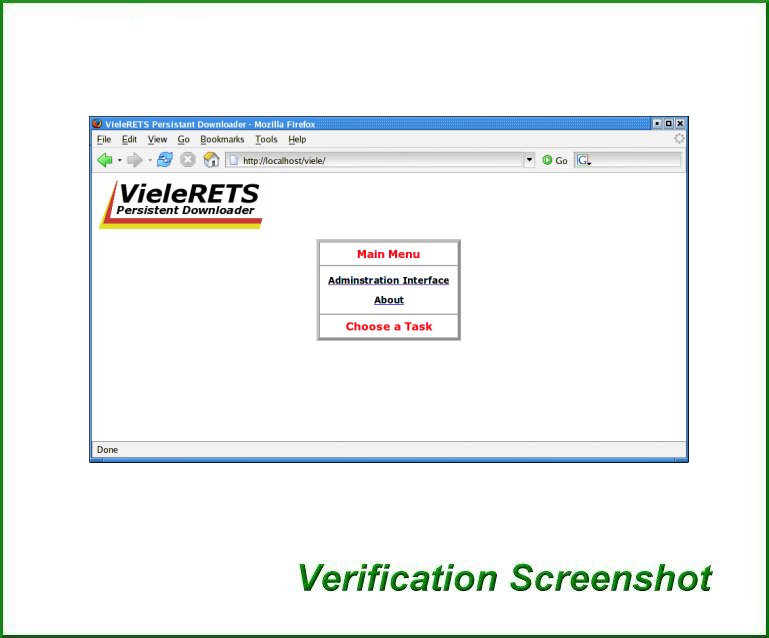 VieleRETS Persistant Downloader - Mozilla Firefox
File Edit View Go Bookmarks Tools Help
http://localhost/viele/ Go G
VieleRETS
Persistent Downloader
Main Menu
Adminstration Interface
About
Choose a Task
Done
Verification Screenshot